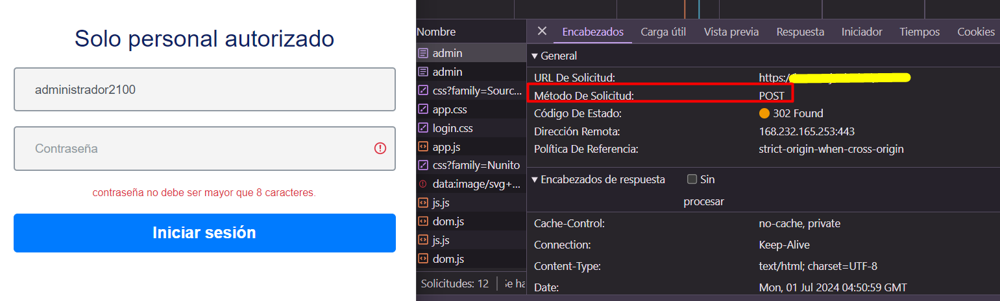 Solo personal autorizado
administrador2100
Contraseña
contraseña no debe ser mayor que 8 caracteres.
Iniciar sesión
Nombre
admin
admin
css?family=Sourc...
app.css
login.css
app.js
css?family=Nunito
data:image/svg+...
js.js
dom.js
js.js
dom.js
Solicitudes: 12
Se ha
Encabezados Carga útil Vista previa Respuesta Iniciador Tiempos Cookies
General
URL De Solicitud: https:/
Método De Solicitud: POST
Código De Estado: 302 Found
Dirección Remota: 168.232.165.253:443
Política De Referencia: strict-origin-when-cross-origin
Encabezados de respuesta Sin
procesar
Cache-Control: no-cache, private
Connection: Keep-Alive
Content-Type: text/html; charset=UTF-8
Date: Mon, 01 Jul 2024 04:50:59 GMT